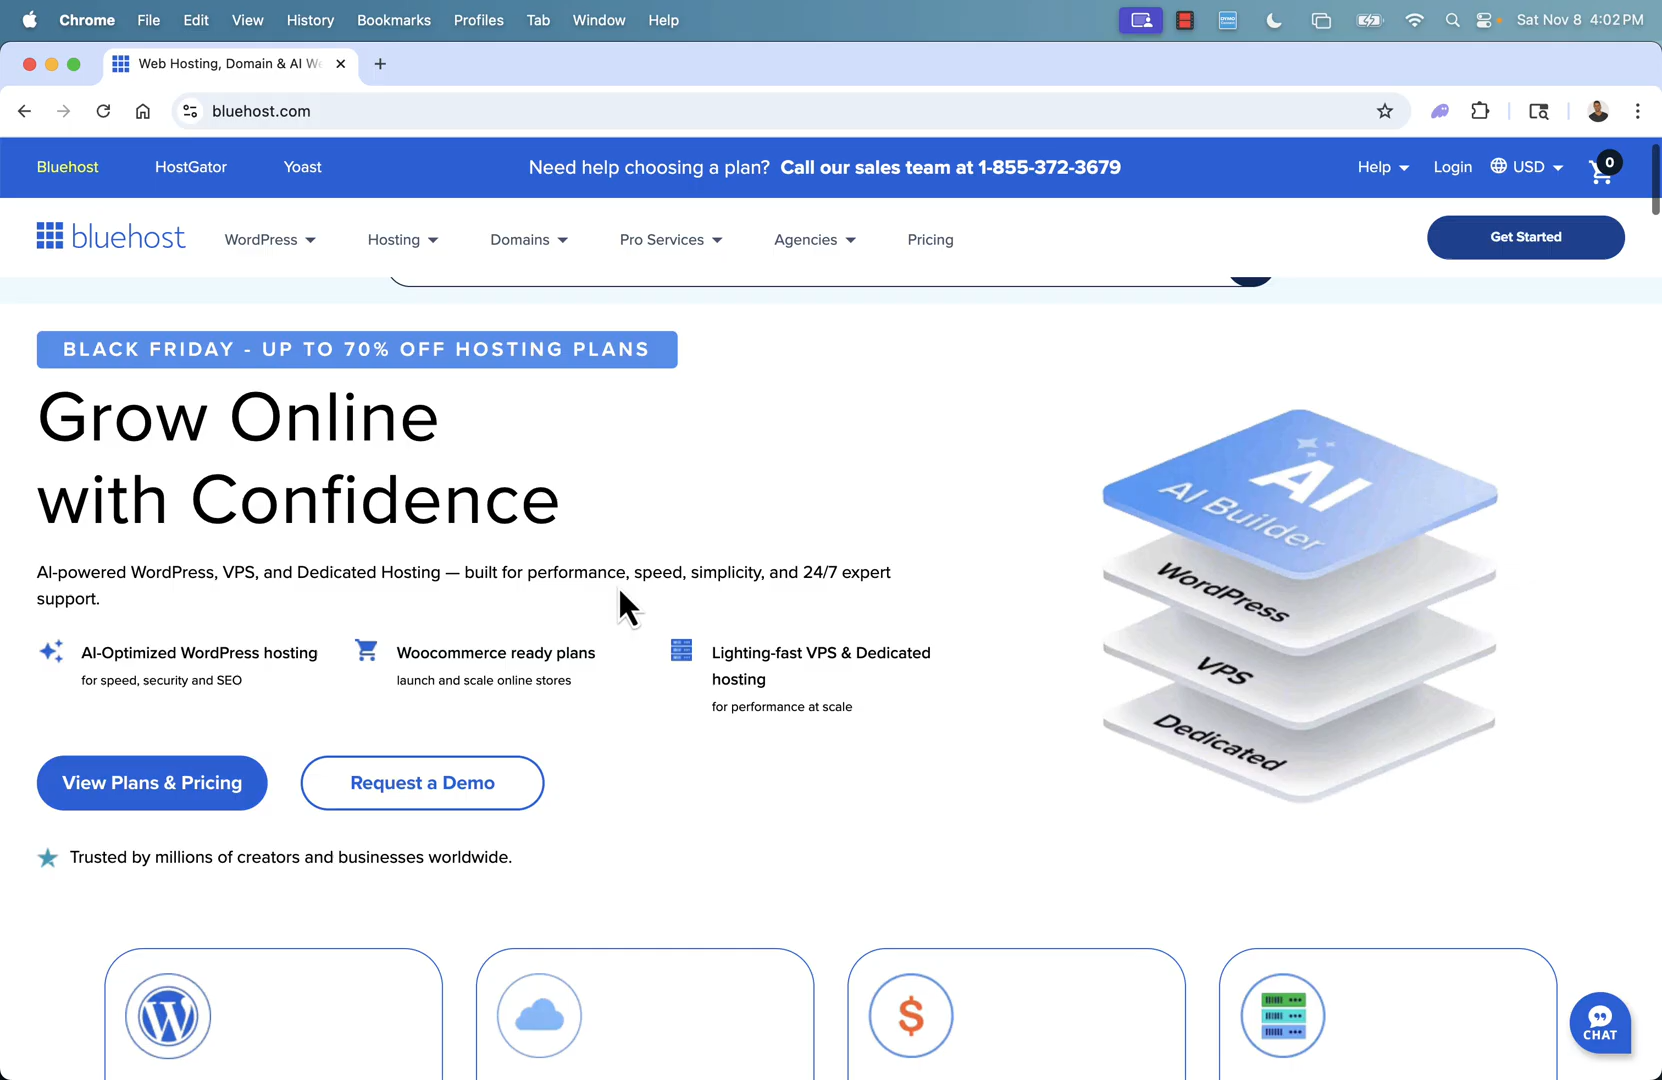 Chrome File Edit View History Bookmarks Profiles Tab Window Help Sat Nov 8 4:02 PM
Web Hosting, Domain & AI We
bluehost.com
Bluehost HostGator Yoast Need help choosing a plan? Call our sales team at 1-855-372-3679 Help Login USD 0
bluehost WordPress Hosting Domains Pro Services Agencies Pricing Get Started
BLACK FRIDAY - UP TO 70% OFF HOSTING PLANS
Grow Online
with Confidence
AI-powered WordPress, VPS, and Dedicated Hosting — built for performance, speed, simplicity, and 24/7 expert
support.
AI-Optimized WordPress hosting
for speed, security and SEO
Woocommerce ready plans
launch and scale online stores
Lighting-fast VPS & Dedicated
hosting
for performance at scale
AI
AI Builder
WordPress
VPS
Dedicated
View Plans & Pricing Request a Demo
Trusted by millions of creators and businesses worldwide.
CHAT